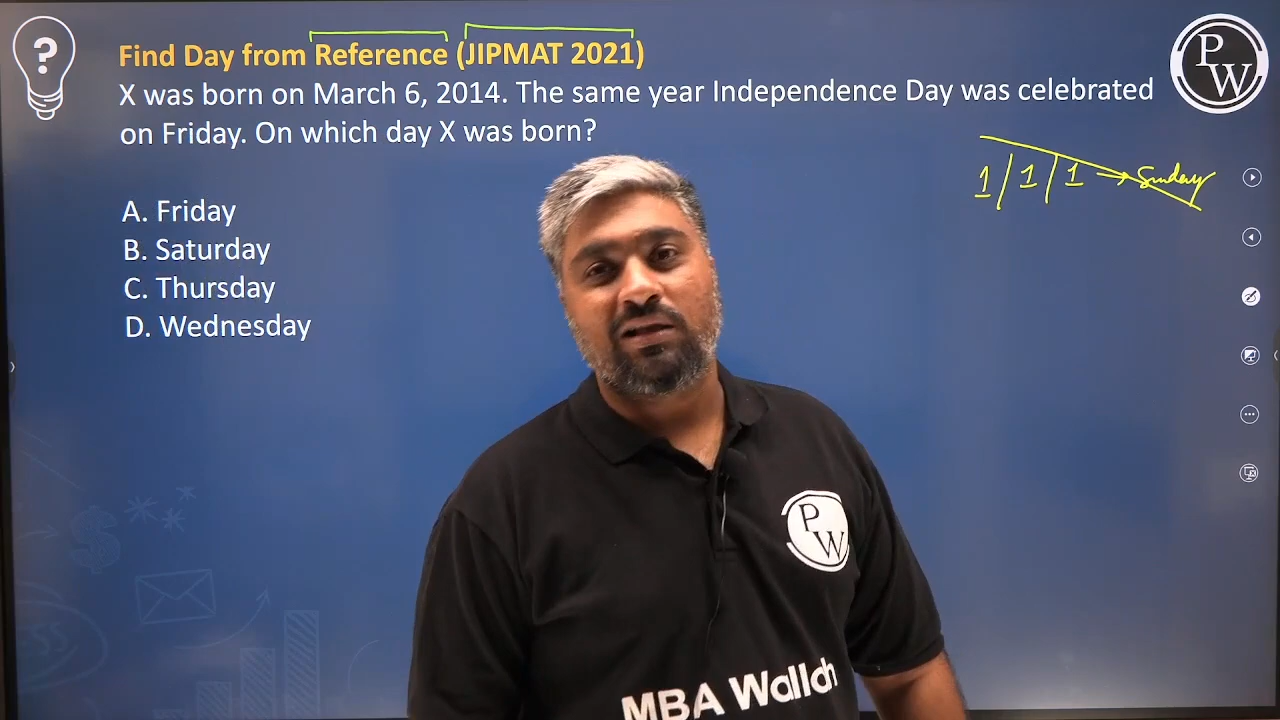 ?
Find Day from Reference (JIPMAT 2021)
X was born on March 6, 2014. The same year Independence Day was celebrated
on Friday. On which day X was born?
1/1/1 → Sunday
A. Friday
B. Saturday
C. Thursday
D. Wednesday
PW
PW
MBA Wallah